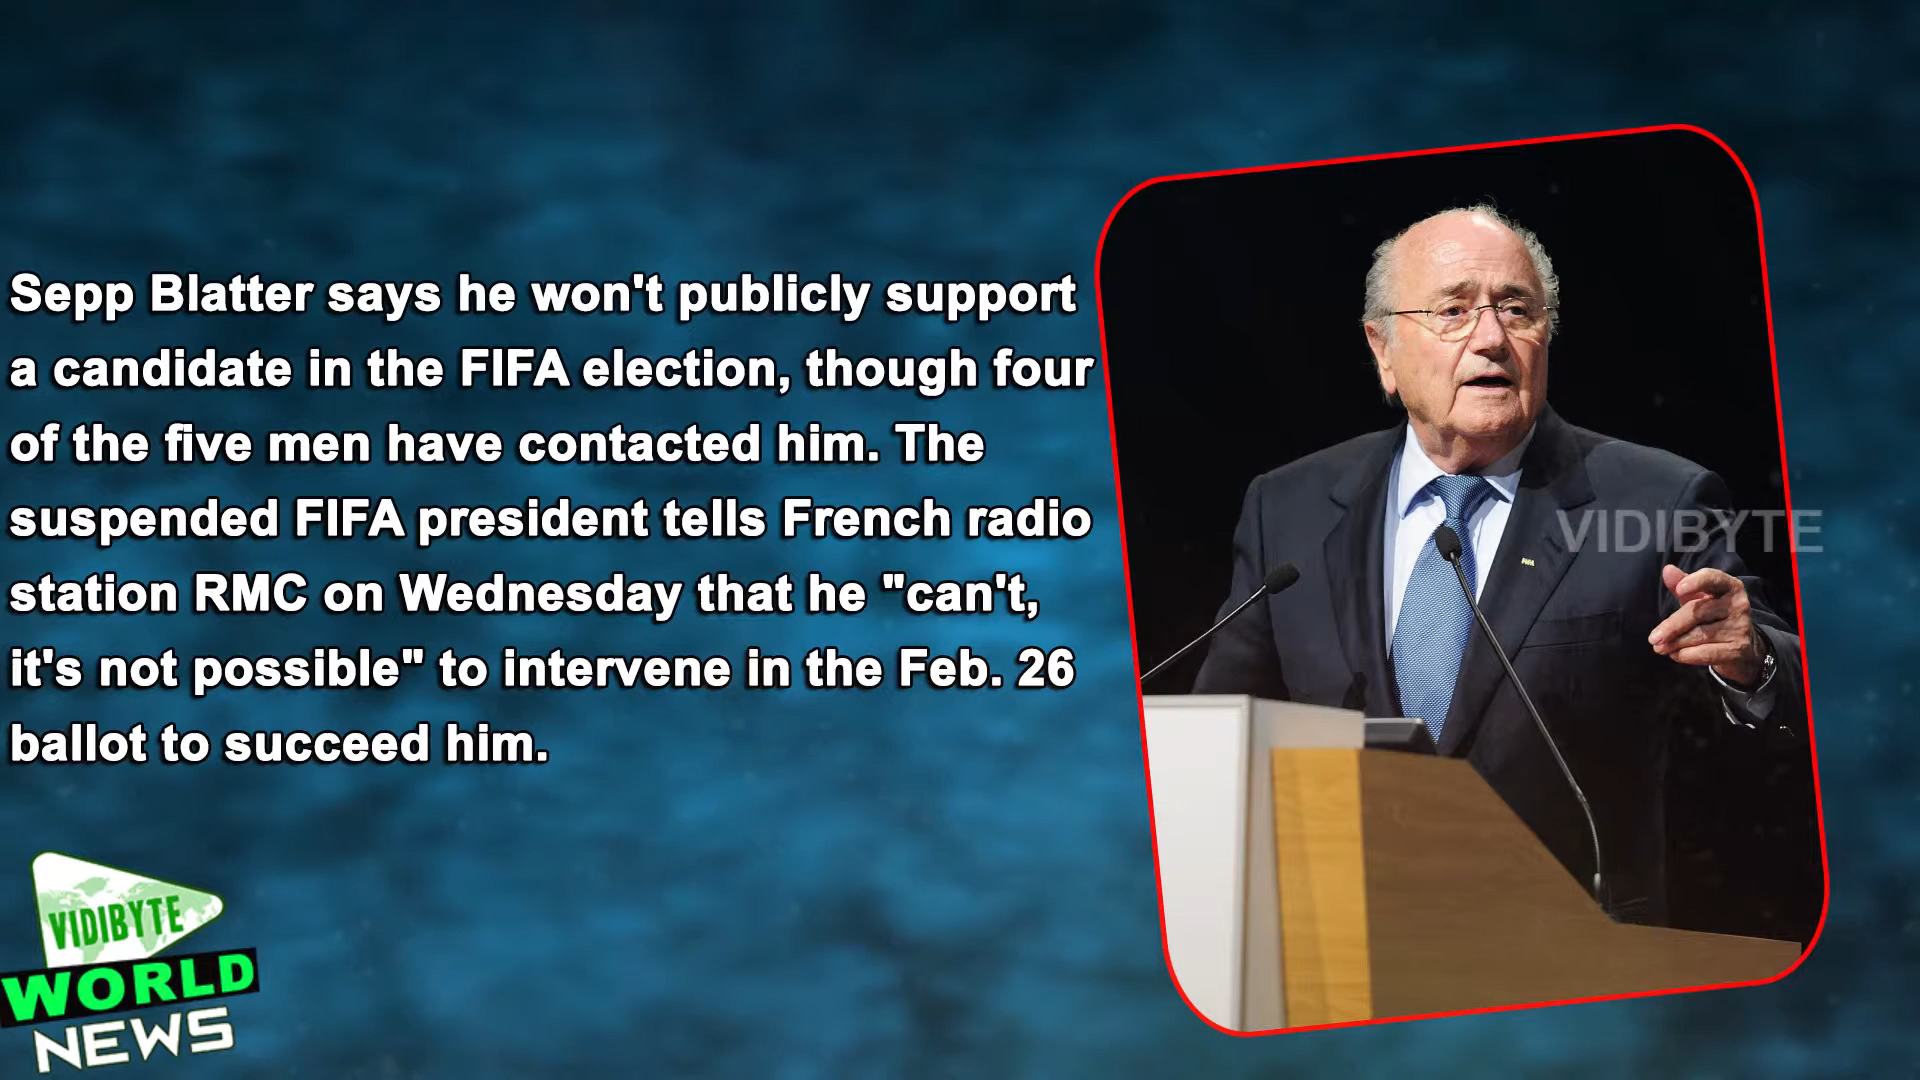 Sepp Blatter says he won't publicly support
a candidate in the FIFA election, though four
of the five men have contacted him. The
suspended FIFA president tells French radio
station RMC on Wednesday that he "can't,
it's not possible" to intervene in the Feb. 26
ballot to succeed him.
VIDIBYTE
FIFA
VIDIBYTE
WORLD
NEWS